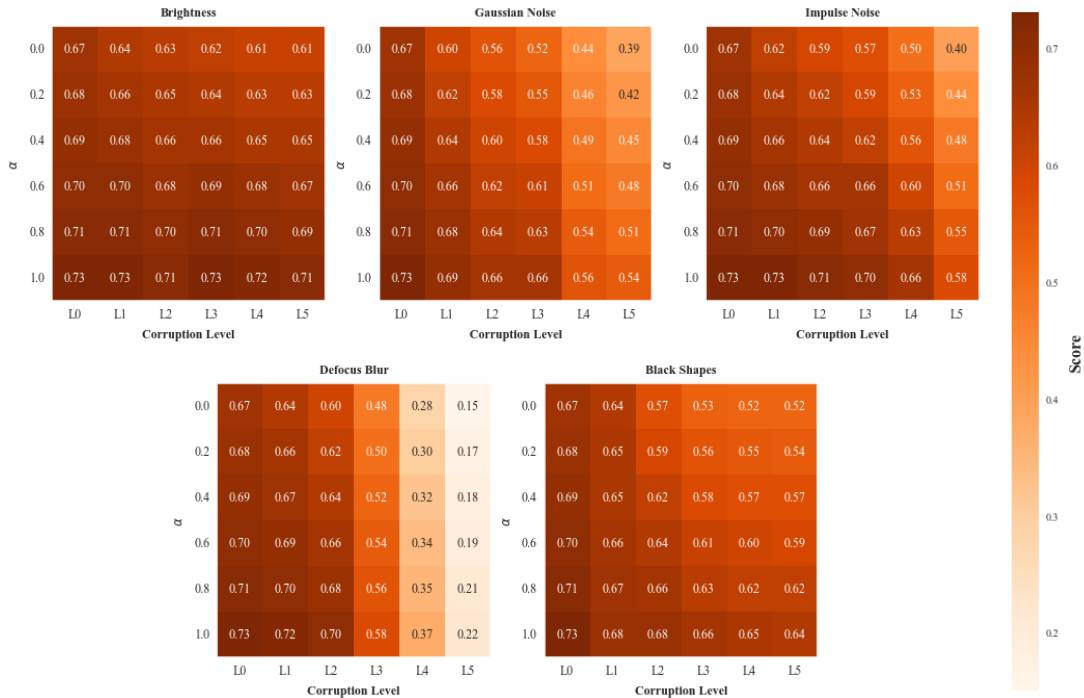 Brightness Gaussian Noise Impulse Noise
0.0 0.67 0.64 0.63 0.62 0.61 0.61 0.0 0.67 0.60 0.56 0.52 0.44 0.39 0.0 0.67 0.62 0.59 0.57 0.50 0.40 0.7
0.2 0.68 0.66 0.65 0.64 0.63 0.63 0.2 0.68 0.62 0.58 0.55 0.46 0.42 0.2 0.68 0.64 0.62 0.59 0.53 0.44
0.4 0.69 0.68 0.66 0.66 0.65 0.65 0.4 0.69 0.64 0.60 0.58 0.49 0.45 0.4 0.69 0.66 0.64 0.62 0.56 0.48
α α α
0.6 0.70 0.70 0.68 0.69 0.68 0.67 0.6 0.70 0.66 0.62 0.61 0.51 0.48 0.6 0.70 0.68 0.66 0.66 0.60 0.51 0.6
0.8 0.71 0.71 0.70 0.71 0.70 0.69 0.8 0.71 0.68 0.64 0.63 0.54 0.51 0.8 0.71 0.70 0.69 0.67 0.63 0.55
1.0 0.73 0.73 0.71 0.73 0.72 0.71 1.0 0.73 0.69 0.66 0.66 0.56 0.54 1.0 0.73 0.73 0.71 0.70 0.66 0.58 0.5
L0 L1 L2 L3 L4 L5 L0 L1 L2 L3 L4 L5 L0 L1 L2 L3 L4 L5
Corruption Level Corruption Level Corruption Level
Score
Defocus Blur Black Shapes
0.0 0.67 0.64 0.60 0.48 0.28 0.15 0.0 0.67 0.64 0.57 0.53 0.52 0.52 0.4
0.2 0.68 0.66 0.62 0.50 0.30 0.17 0.2 0.68 0.65 0.59 0.56 0.55 0.54
0.4 0.69 0.67 0.64 0.52 0.32 0.18 0.4 0.69 0.65 0.62 0.58 0.57 0.57
α α 0.3
0.6 0.70 0.69 0.66 0.54 0.34 0.19 0.6 0.70 0.66 0.64 0.61 0.60 0.59
0.8 0.71 0.70 0.68 0.56 0.35 0.21 0.8 0.71 0.67 0.66 0.63 0.62 0.62
1.0 0.73 0.72 0.70 0.58 0.37 0.22 1.0 0.73 0.68 0.68 0.66 0.65 0.64 0.2
L0 L1 L2 L3 L4 L5 L0 L1 L2 L3 L4 L5
Corruption Level Corruption Level